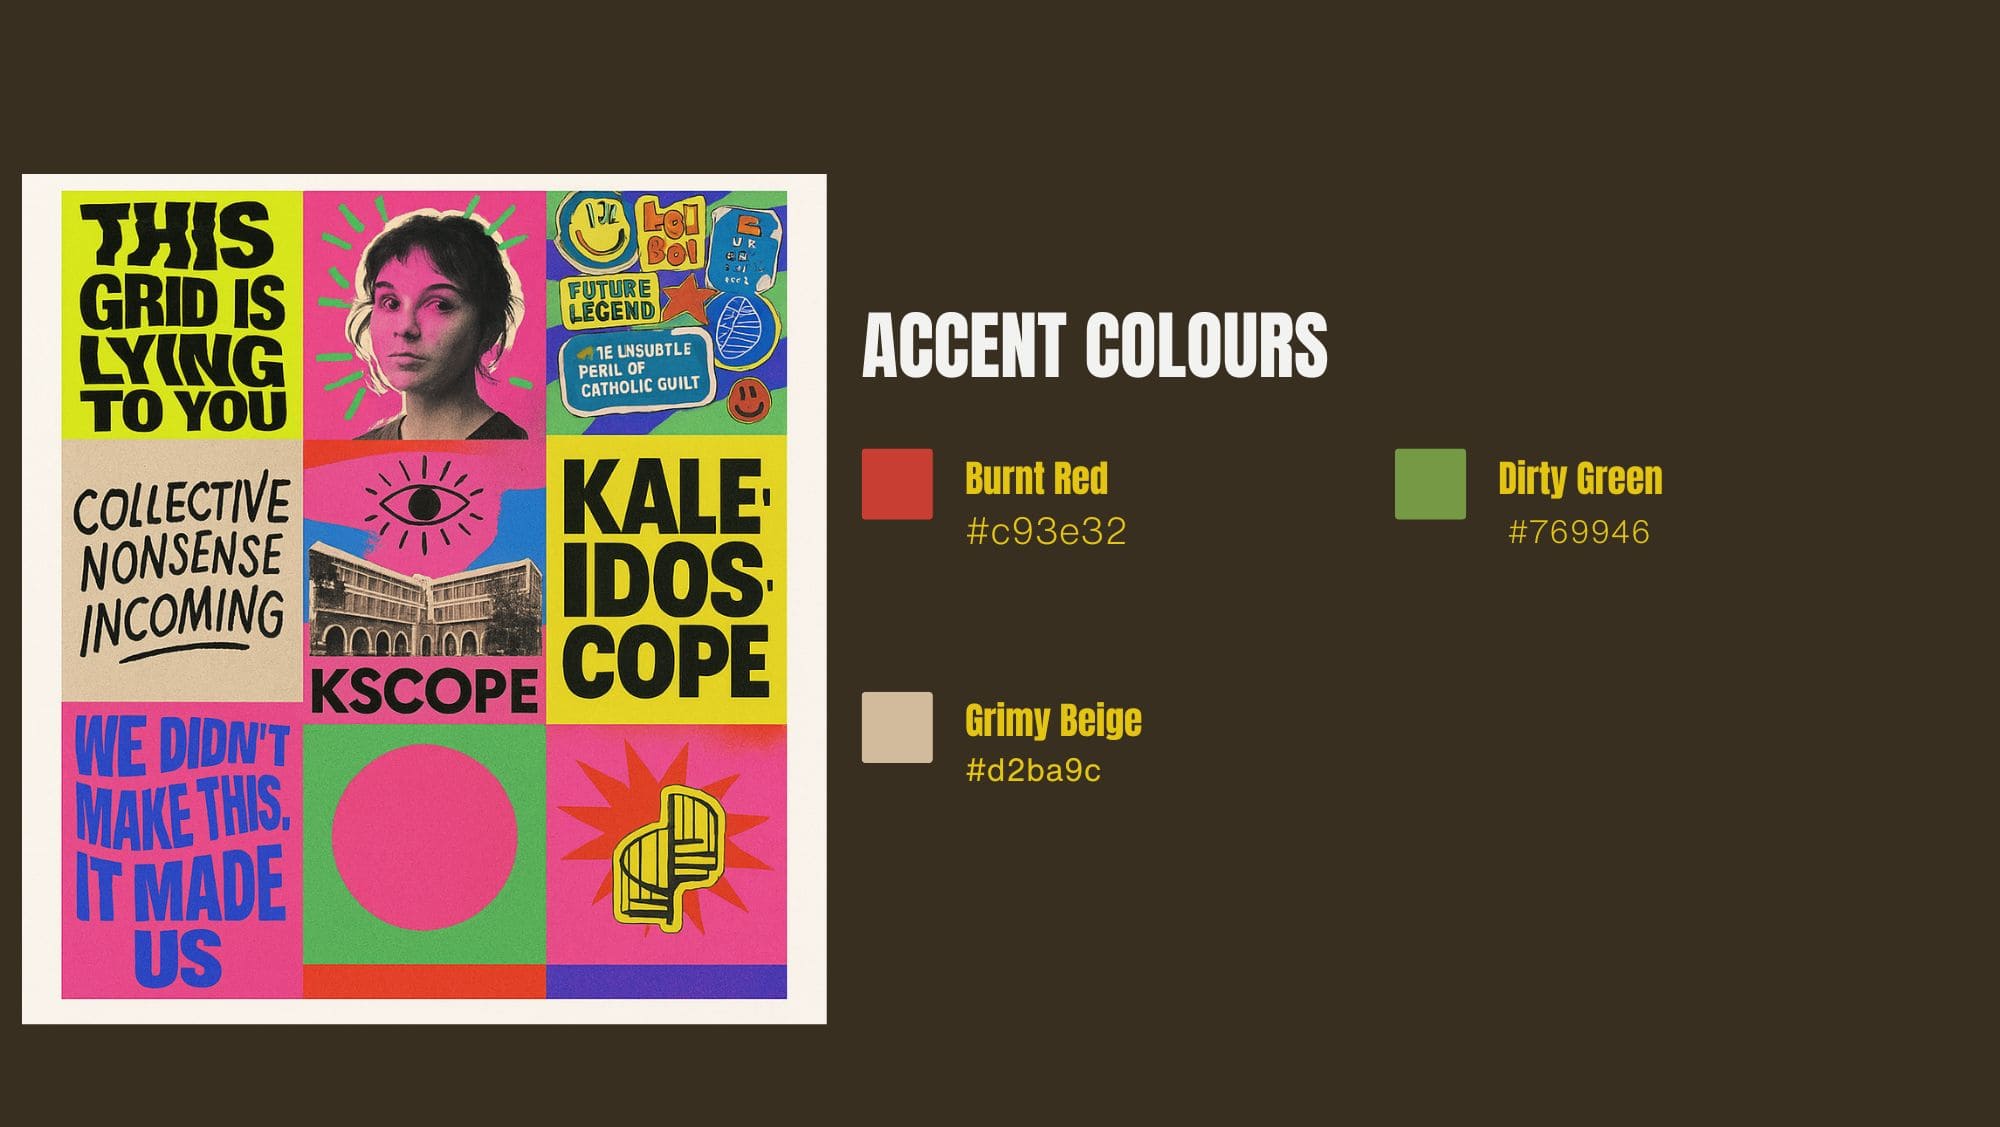 THIS
GRID IS
LYING
TO YOU
FUTURE
LEGEND
UNSUBTLE
PERIL OF
CATHOLIC GUILT
COLLECTIVE
NONSENSE
INCOMING
KSCOPE
KALE·
IDOS·
COPE
WE DIDN'T
MAKE THIS.
IT MADE
US
ACCENT COLOURS
Burnt Red
#c93e32
Dirty Green
#769946
Grimy Beige
#d2ba9c